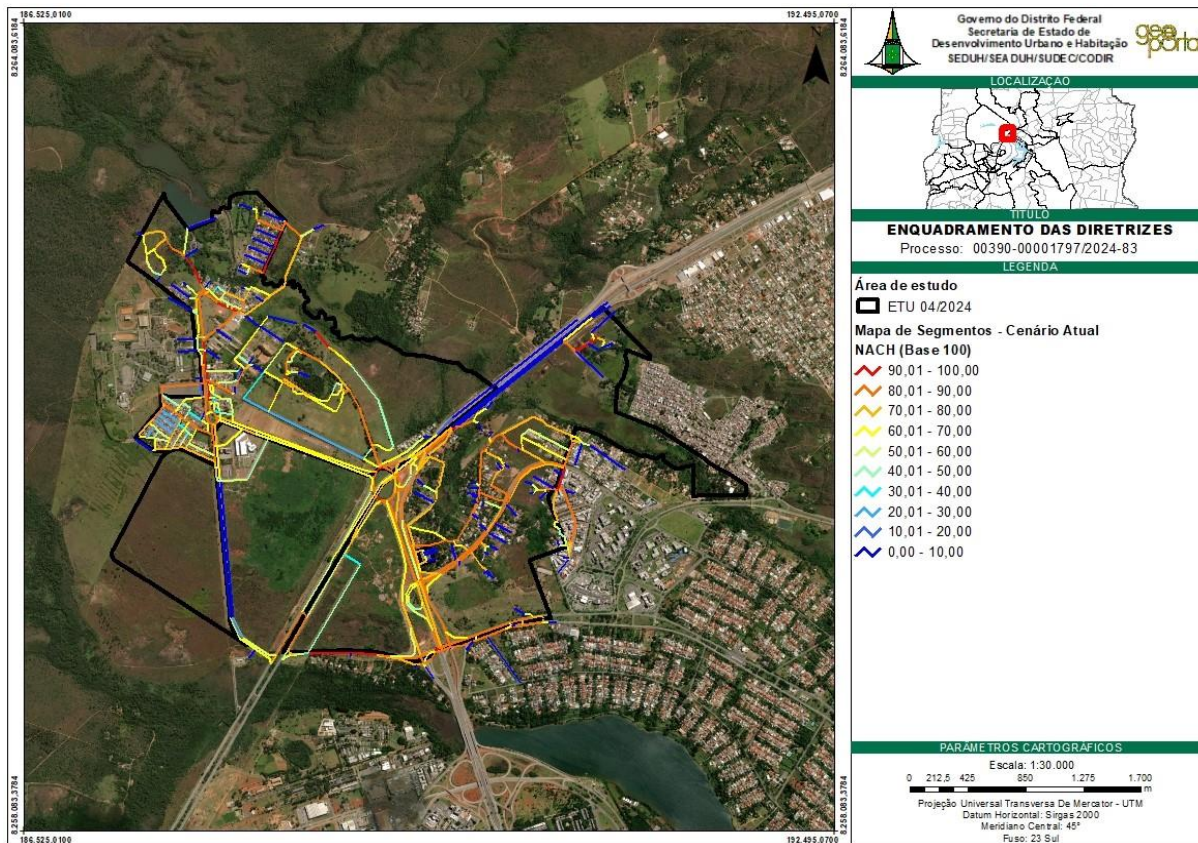 186.525,0100
192.495,0700
8.264.083,6184
8.264.083,6184
8.258.083,3784
8.258.083,3784
186.525,0100
192.495,0700
Governo do Distrito Federal
Secretaria de Estado de
Desenvolvimento Urbano e Habitação
SEDUH/SEADUH/SUDEC/CODIR
geo
porta
LOCALIZAÇÃO
TÍTULO
ENQUADRAMENTO DAS DIRETRIZES
Processo: 00390-00001797/2024-83
LEGENDA
Área de estudo
ETU 04/2024
Mapa de Segmentos - Cenário Atual
NACH (Base 100)
90,01 - 100,00
80,01 - 90,00
70,01 - 80,00
60,01 - 70,00
50,01 - 60,00
40,01 - 50,00
30,01 - 40,00
20,01 - 30,00
10,01 - 20,00
0,00 - 10,00
PARÂMETROS CARTOGRÁFICOS
Escala: 1:30.000
0 212,5 425 850 1.275 1.700
m
Projeção Universal Transversa De Mercator - UTM
Datum Horizontal: Sirgas 2000
Meridiano Central: 45°
Fuso: 23 Sul